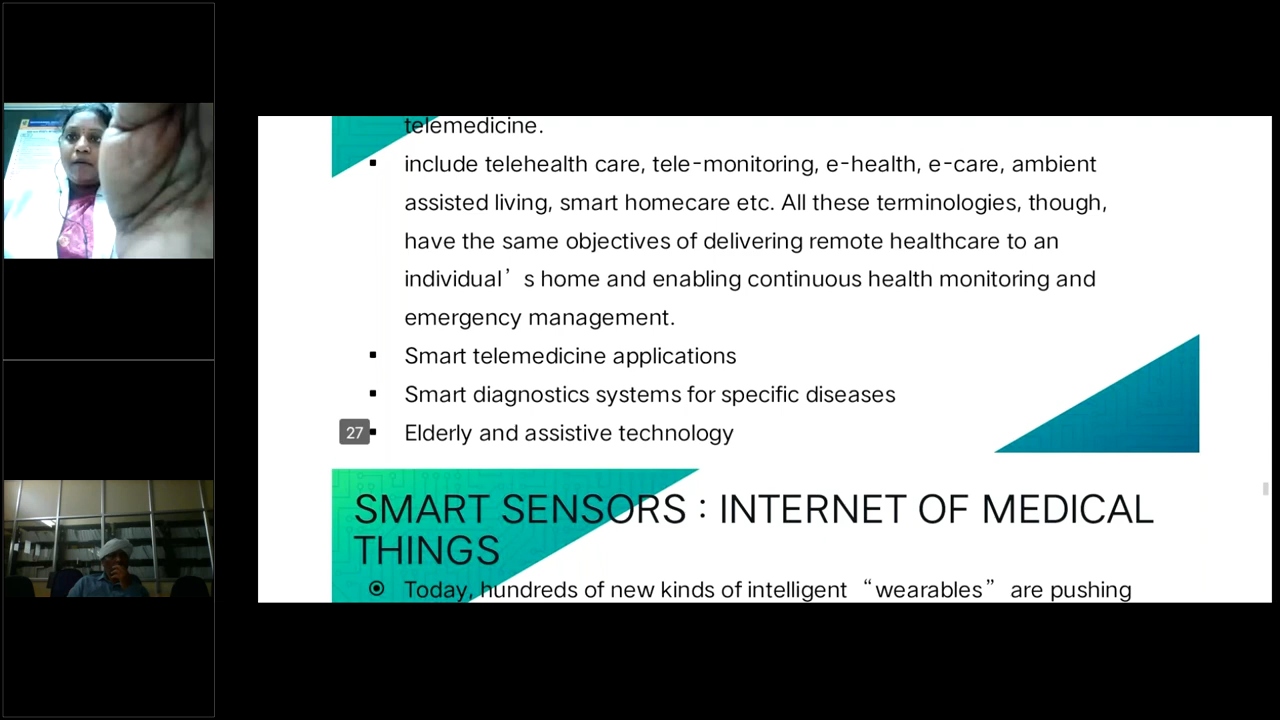 telemedicine.
▪ include telehealth care, tele-monitoring, e-health, e-care, ambient
assisted living, smart homecare etc. All these terminologies, though,
have the same objectives of delivering remote healthcare to an
individual’s home and enabling continuous health monitoring and
emergency management.
▪ Smart telemedicine applications
▪ Smart diagnostics systems for specific diseases
27
▪ Elderly and assistive technology
SMART SENSORS : INTERNET OF MEDICAL
THINGS
Today, hundreds of new kinds of intelligent “wearables” are pushing